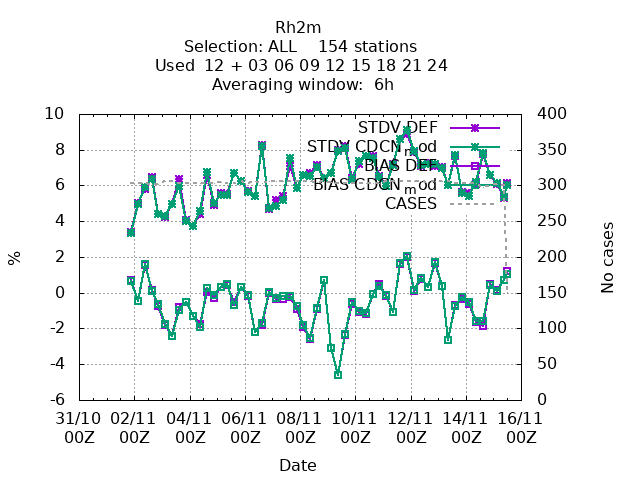 Rh2m
Selection: ALL    154 stations
Used  12 + 03 06 09 12 15 18 21 24
Averaging window:  6h
10
8
6
4
2
0
-2
-4
-6
%
400
350
300
250
200
150
100
50
0
No cases
STDV DEF
STDV CDCNmod
BIAS DEF
BIAS CDCNmod
CASES
31/10 02/11 04/11 06/11 08/11 10/11 12/11 14/11 16/11
00Z 00Z 00Z 00Z 00Z 00Z 00Z 00Z 00Z
Date